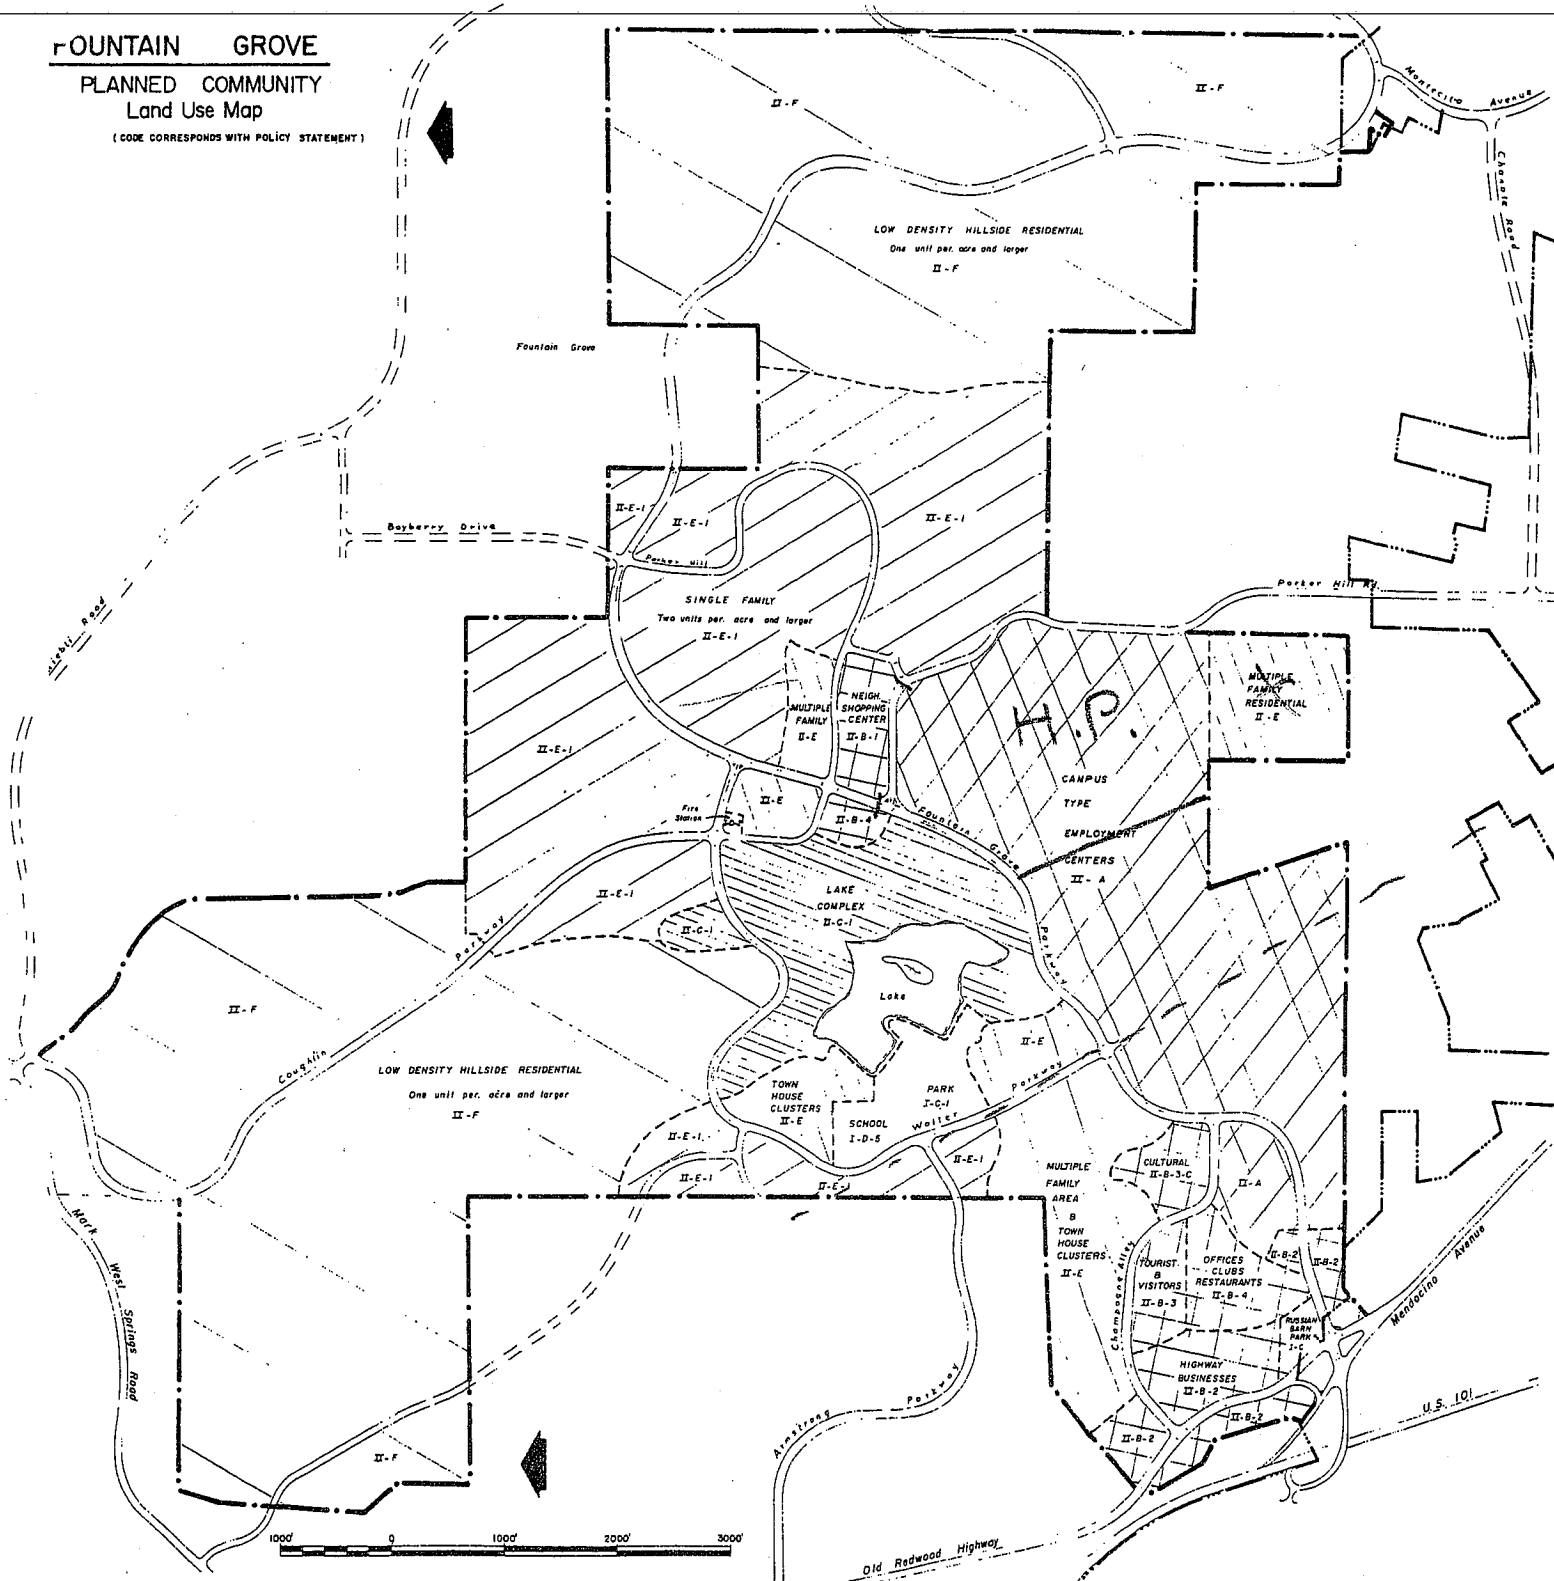 FOUNTAIN GROVE
PLANNED COMMUNITY
Land Use Map
( CODE CORRESPONDS WITH POLICY STATEMENT )
II-F
II-F
Montecito Avenue
Chanate Road
LOW DENSITY HILLSIDE RESIDENTIAL
One unit per. acre and larger
II-F
Fountain Grove
II-E-1
II-E-1
II-E-1
Bayberry Drive
Parker Hill
Parker Hill Rd.
SINGLE FAMILY
Two units per. acre and larger
II-E-1
Road
MULTIPLE
FAMILY
II-E
NEIGH.
SHOPPING
CENTER
II-B-1
H.P.
MULTIPLE
FAMILY
RESIDENTIAL
II-E
II-E-1
CAMPUS
TYPE
EMPLOYMENT
CENTERS
II-A
Fire
Station
II-E
II-B-4
Fountain Grove Parkway
II-E-1
LAKE
COMPLEX
II-C-1
II-C-1
Lake
Coughlin Parkway
II-F
LOW DENSITY HILLSIDE RESIDENTIAL
One unit per. acre and larger
II-F
II-E
TOWN
HOUSE
CLUSTERS
II-E
PARK
I-C-1
SCHOOL
I-D-5
Walter Parkway
II-E-1
II-E-1
II-E-1
II-E-1
MULTIPLE
FAMILY
AREA
&
TOWN
HOUSE
CLUSTERS
II-E
CULTURAL
II-B-3-C
II-A
Champagne Alley
TOURIST
&
VISITORS
II-B-3
OFFICES
CLUBS
RESTAURANTS
II-B-4
II-B-2
II-B-2
RUSSIAN
BARN
PARK
I-C
HIGHWAY
BUSINESSES
II-B-2
II-B-2
II-B-2
Mendocino Avenue
U.S. 101
Mark West Springs Road
II-F
Armstrong Parkway
Old Redwood Highway
1000' 0 1000' 2000' 3000'